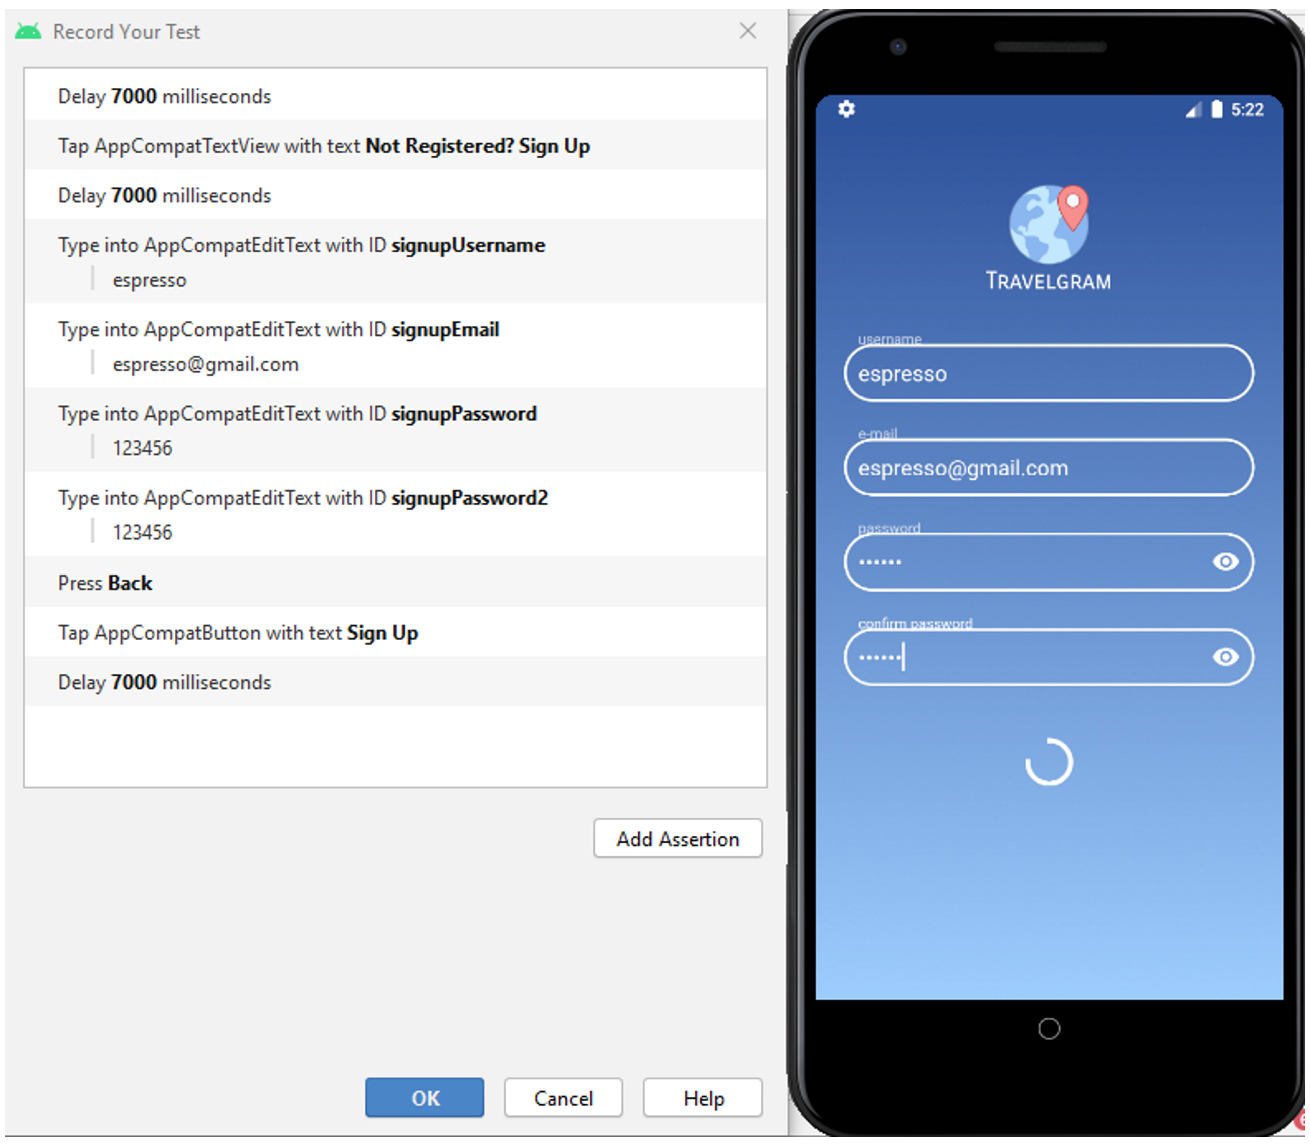 Record Your Test
Delay 7000 milliseconds
Tap AppCompatTextView with text Not Registered? Sign Up
Delay 7000 milliseconds
Type into AppCompatEditText with ID signupUsername
espresso
Type into AppCompatEditText with ID signupEmail
espresso@gmail.com
Type into AppCompatEditText with ID signupPassword
123456
Type into AppCompatEditText with ID signupPassword2
123456
Press Back
Tap AppCompatButton with text Sign Up
Delay 7000 milliseconds
Add Assertion
OK
Cancel
Help
5:22
TRAVELGRAM
username
espresso
e-mail
espresso@gmail.com
password
••••••
confirm password
••••••